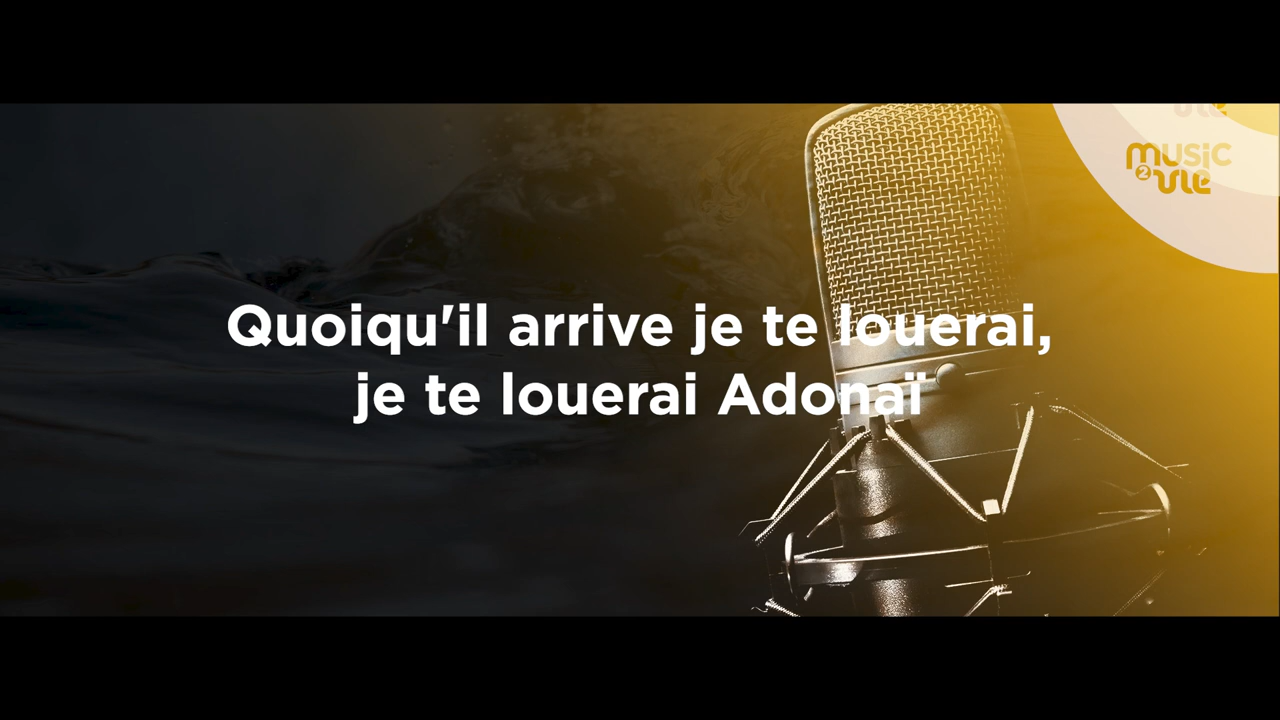 music
2 vie
Quoiqu'il arrive je te louerai,
je te louerai Adonaï